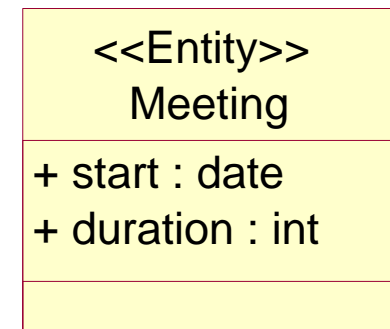 <<Entity>>
Meeting
+ start : date
+ duration : int